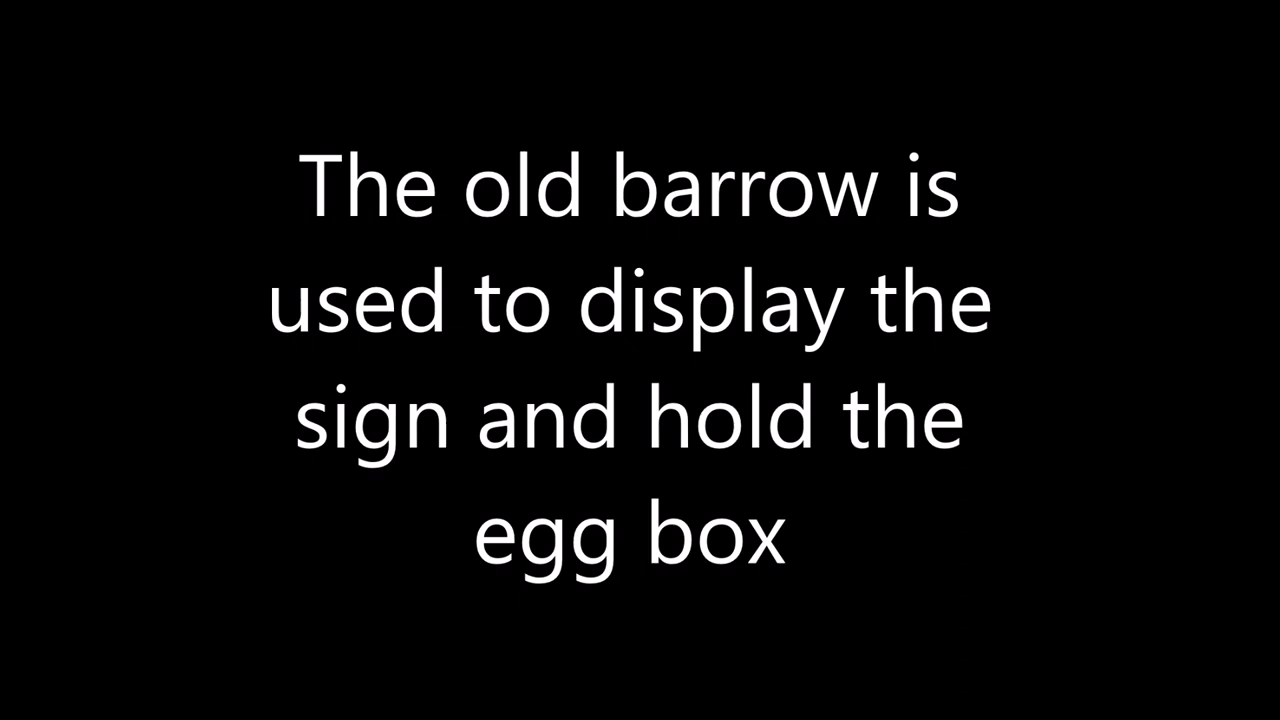 The old barrow is
used to display the
sign and hold the
egg box